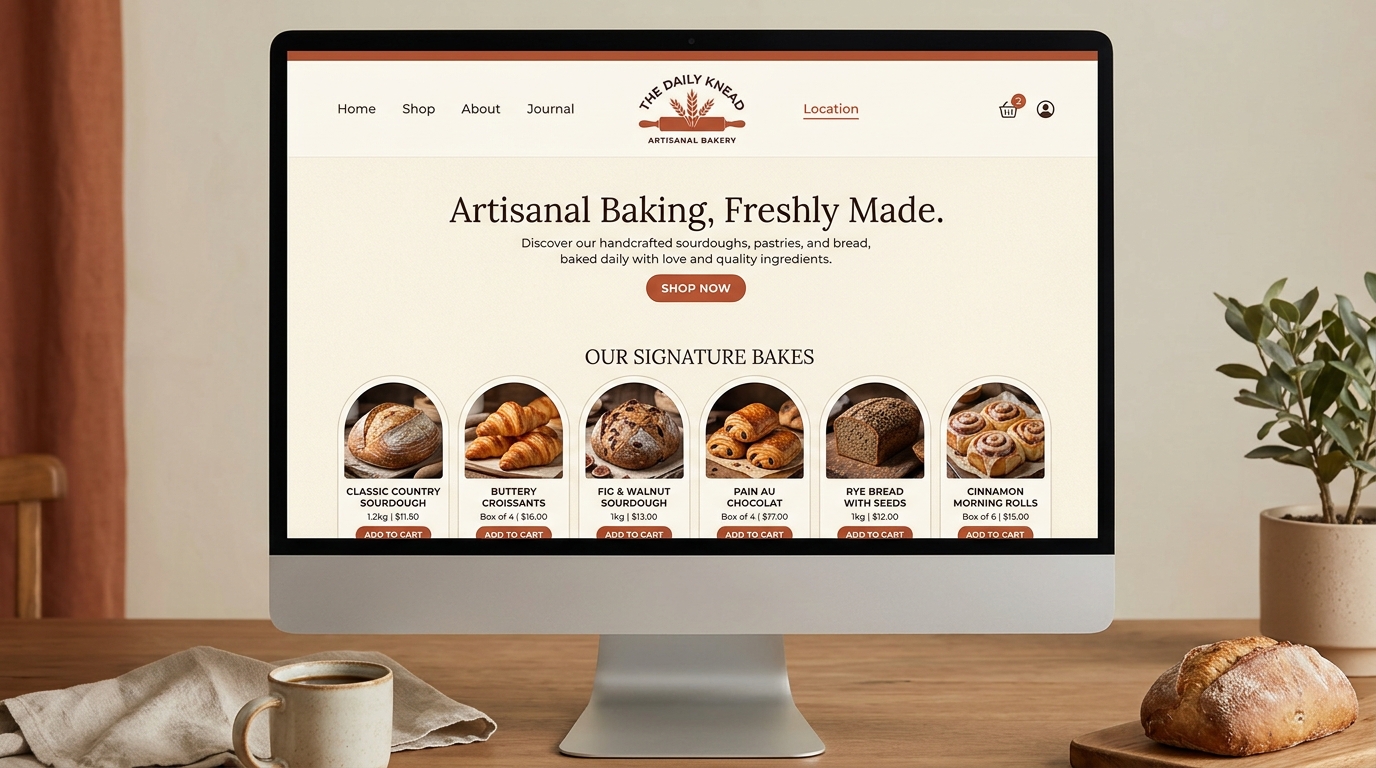 Home Shop About Journal
THE DAILY KNEAD
ARTISANAL BAKERY
Location
2
Artisanal Baking, Freshly Made.
Discover our handcrafted sourdoughs, pastries, and bread,
baked daily with love and quality ingredients.
SHOP NOW
OUR SIGNATURE BAKES
CLASSIC COUNTRY
SOURDOUGH
1.2kg | $11.50
ADD TO CART
BUTTERY
CROISSANTS
Box of 4 | $16.00
ADD TO CART
FIG & WALNUT
SOURDOUGH
1kg | $13.00
ADD TO CART
PAIN AU
CHOCOLAT
Box of 4 | $77.00
ADD TO CART
RYE BREAD
WITH SEEDS
1kg | $12.00
ADD TO CART
CINNAMON
MORNING ROLLS
Box of 6 | $15.00
ADD TO CART